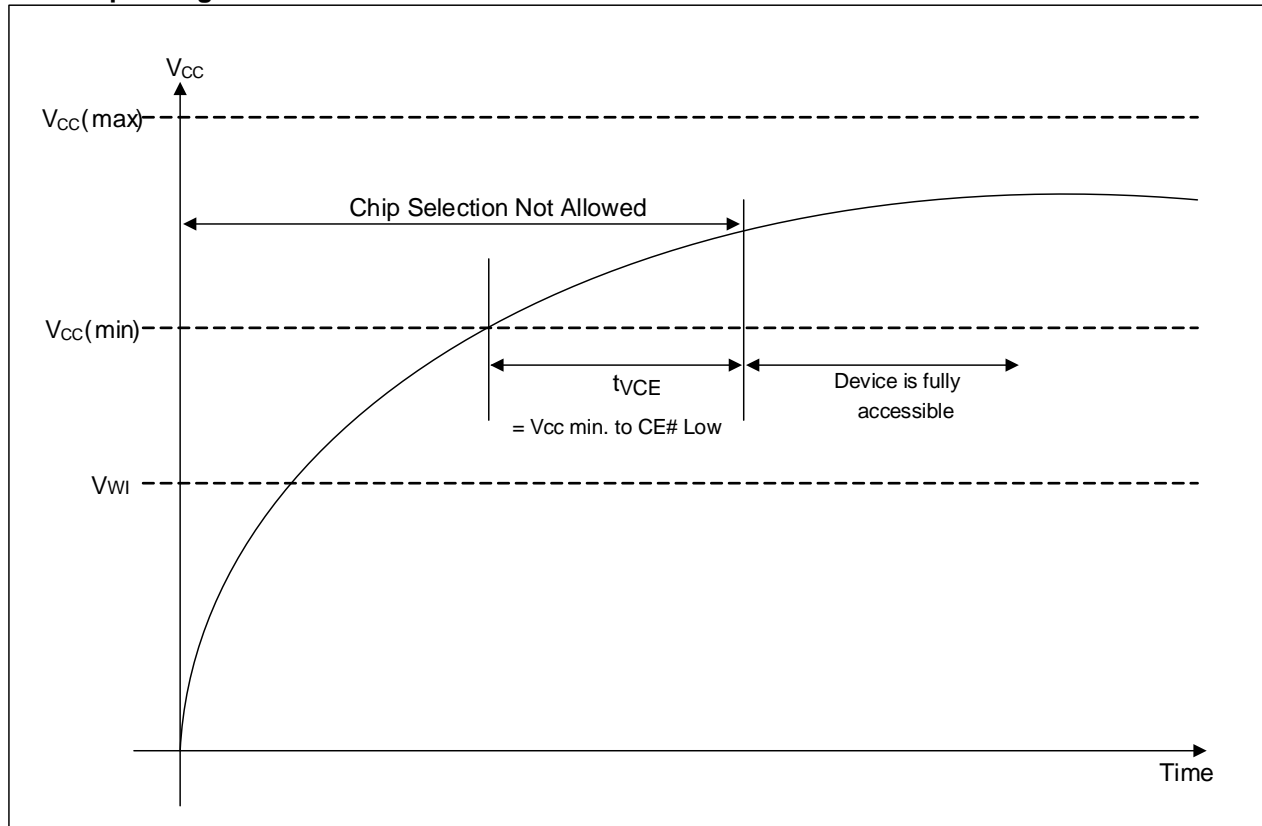 VCC
VCC(max)
Chip Selection Not Allowed
VCC(min)
tVCE
= Vcc min. to CE# Low
Device is fully
accessible
VWI
Time